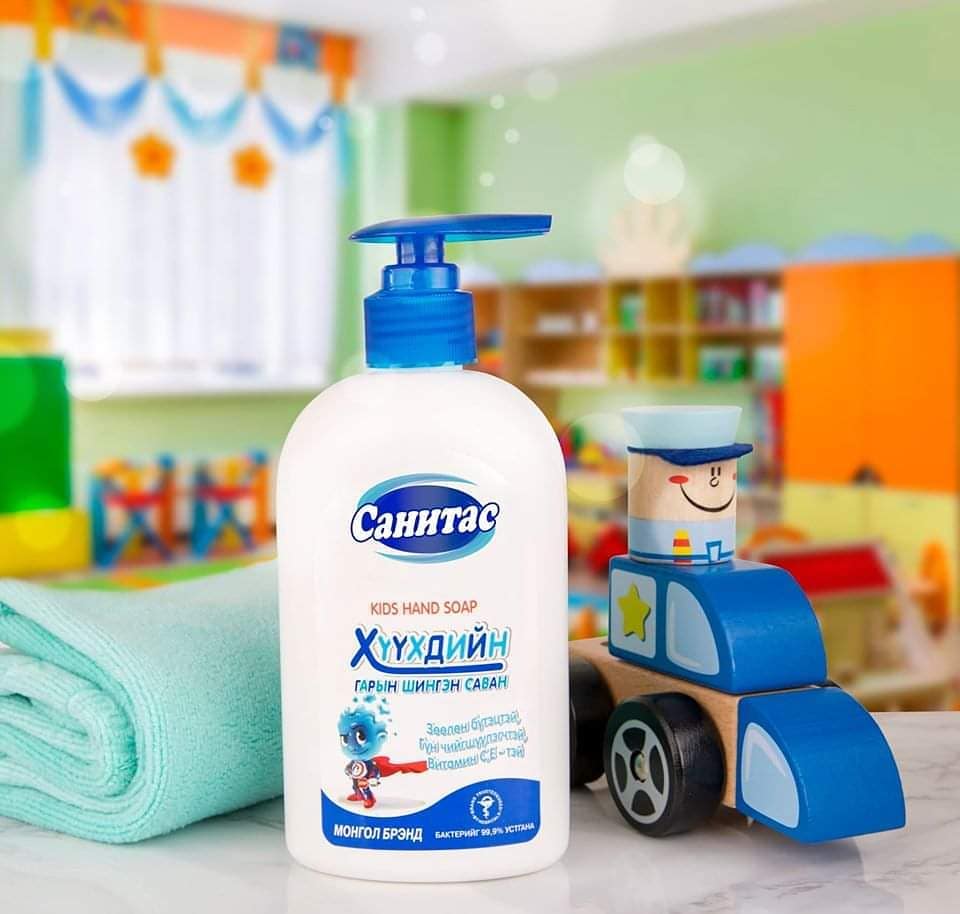 Санитас
KIDS HAND SOAP
ХҮҮХДИЙН
ГАРЫН ШИНГЭН САВАН
Зөөлөн бүтэцтэй,
Гүн чийгшүүлэгчтэй,
Витамин С,Е - тэй
МОНГОЛ БРЭНД
БАКТЕРИЙГ 99,9% УСТГАНА